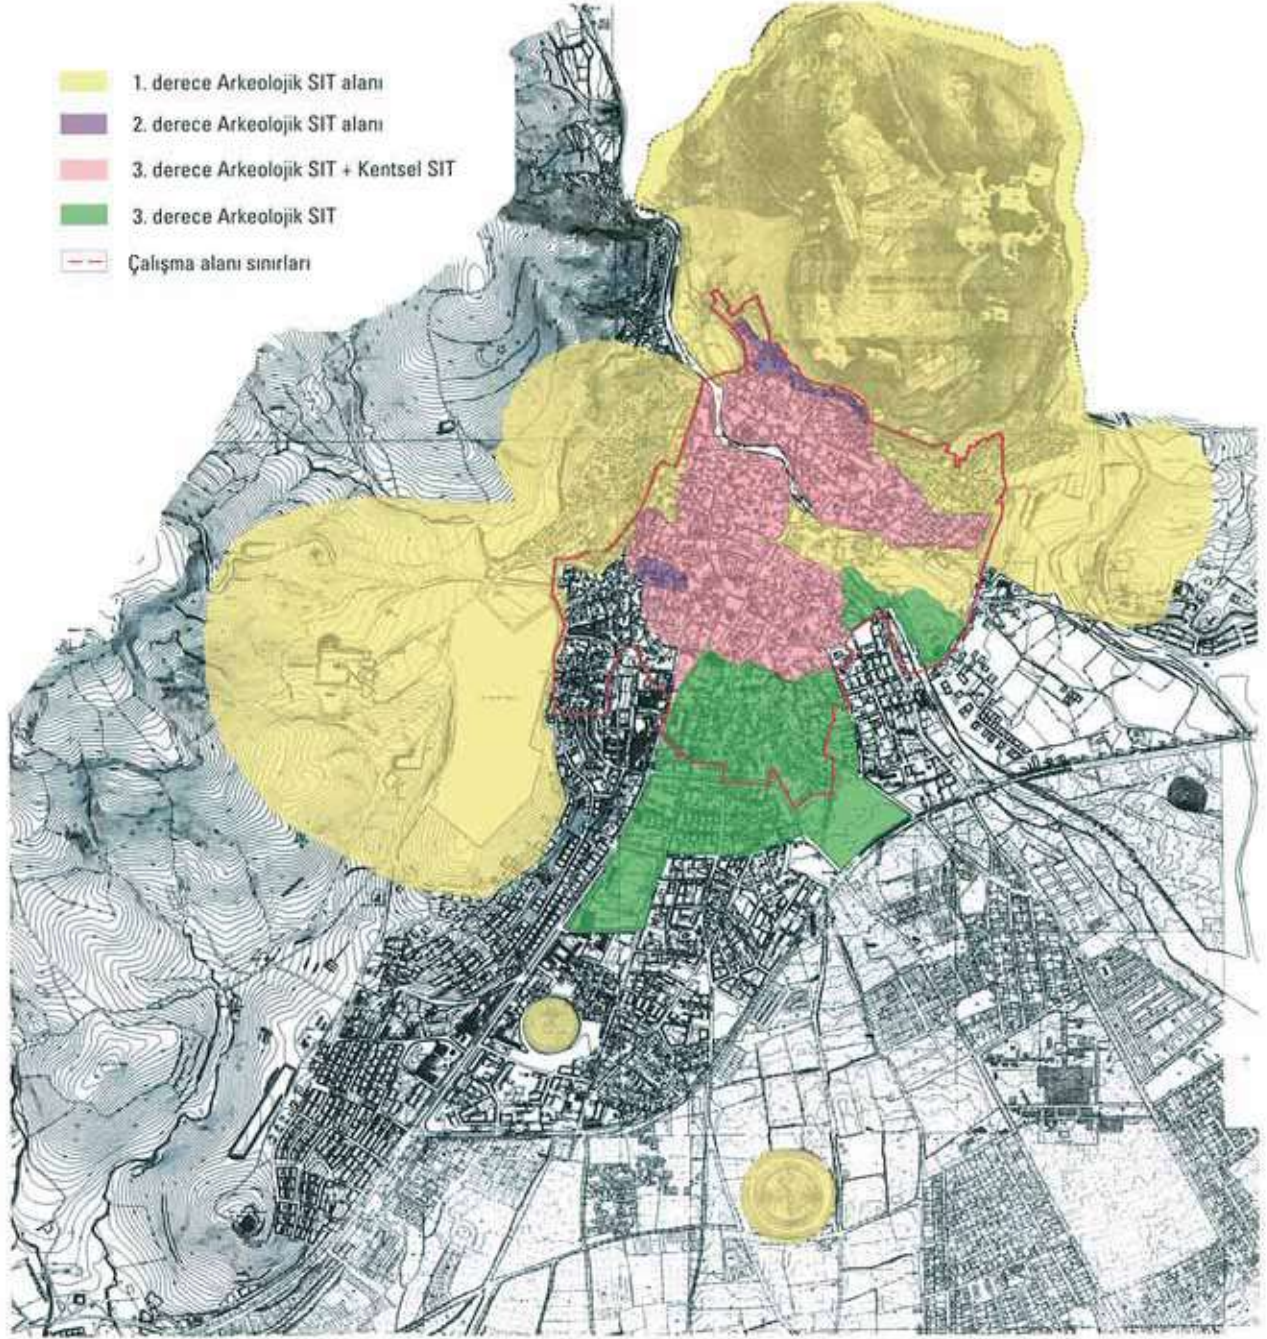 1. derece Arkeolojik SIT alanı
2. derece Arkeolojik SIT alanı
3. derece Arkeolojik SIT + Kentsel SIT
3. derece Arkeolojik SIT
Çalışma alanı sınırları